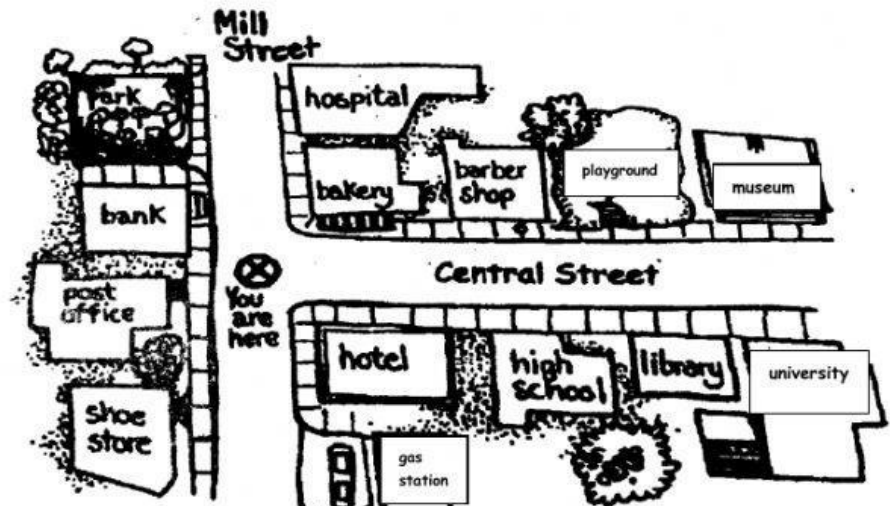 Mill
Street
Park
hospital
bakery
barber
shop
playground
museum
bank
Central Street
You
are
here
post
office
hotel
high
school
library
university
shoe
store
gas
station